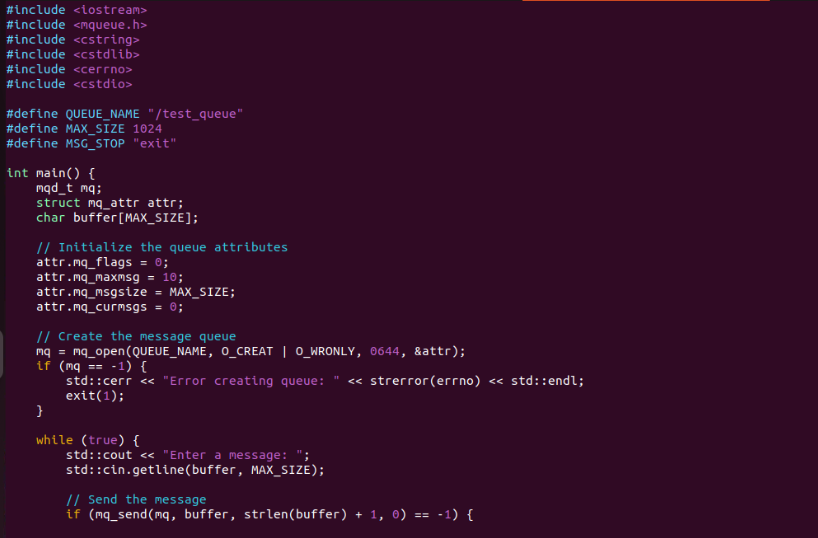 #include <iostream>
#include <mqueue.h>
#include <cstring>
#include <cstdlib>
#include <cerrno>
#include <cstdio>

#define QUEUE_NAME "/test_queue"
#define MAX_SIZE 1024
#define MSG_STOP "exit"

int main() {
    mqd_t mq;
    struct mq_attr attr;
    char buffer[MAX_SIZE];

    // Initialize the queue attributes
    attr.mq_flags = 0;
    attr.mq_maxmsg = 10;
    attr.mq_msgsize = MAX_SIZE;
    attr.mq_curmsgs = 0;

    // Create the message queue
    mq = mq_open(QUEUE_NAME, O_CREAT | O_WRONLY, 0644, &attr);
    if (mq == -1) {
        std::cerr << "Error creating queue: " << strerror(errno) << std::endl;
        exit(1);
    }

    while (true) {
        std::cout << "Enter a message: ";
        std::cin.getline(buffer, MAX_SIZE);

        // Send the message
        if (mq_send(mq, buffer, strlen(buffer) + 1, 0) == -1) {